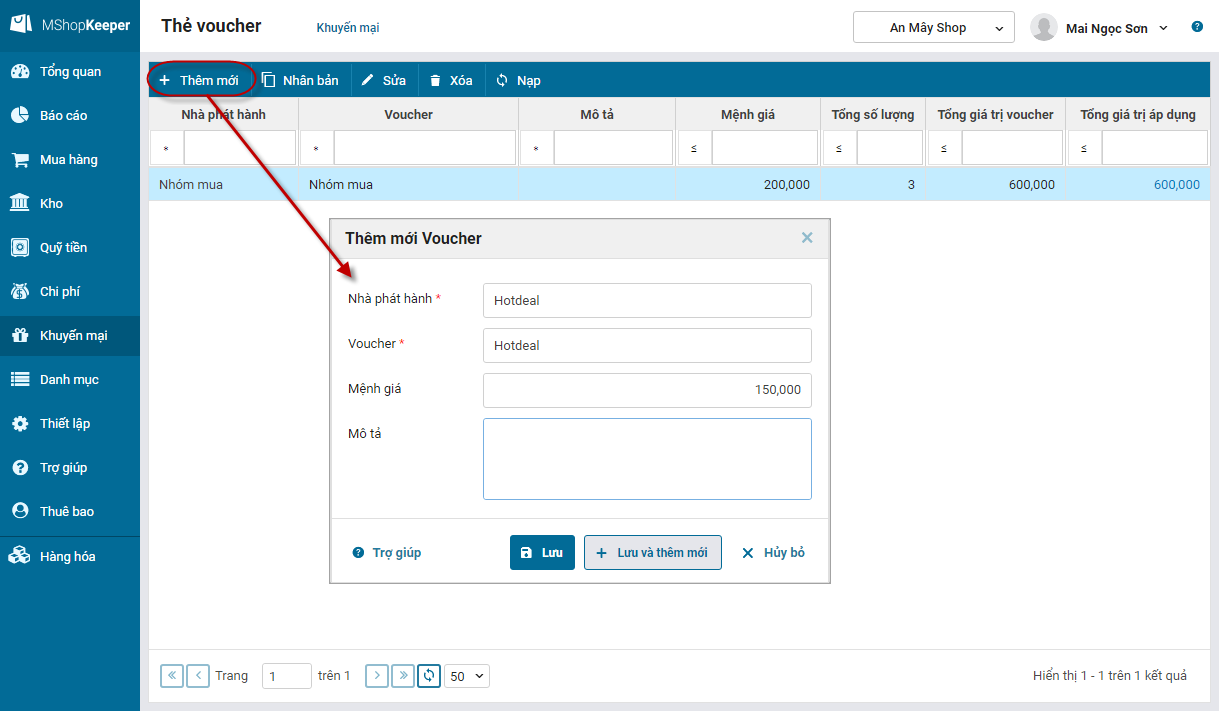 MShopKeeper
Thẻ voucher
Khuyến mại
An Mây Shop
Mai Ngọc Sơn
?
Tổng quan
Báo cáo
Mua hàng
Kho
Quỹ tiền
Chi phí
Khuyến mại
Danh mục
Thiết lập
Trợ giúp
Thuê bao
Hàng hóa
+ Thêm mới
Nhân bản
Sửa
Xóa
Nạp
Nhà phát hành Voucher Mô tả Mệnh giá Tổng số lượng Tổng giá trị voucher Tổng giá trị áp dụng
* * * ≤ ≤ ≤ ≤
Nhóm mua Nhóm mua 200,000 3 600,000 600,000
Thêm mới Voucher
Nhà phát hành * Hotdeal
Voucher * Hotdeal
Mệnh giá 150,000
Mô tả
? Trợ giúp
Lưu
+ Lưu và thêm mới
Hủy bỏ
« ‹ Trang 1 trên 1 › » 50
Hiển thị 1 - 1 trên 1 kết quả